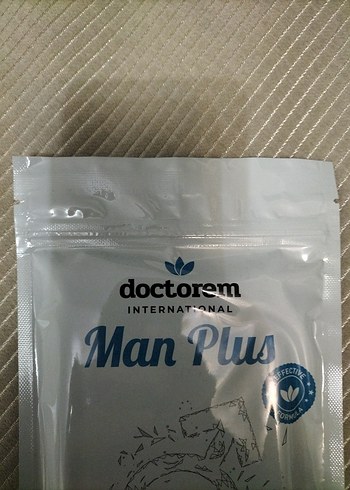 doctorem
INTERNATIONAL
Man Plus
EFFECTIVE
FORMULA